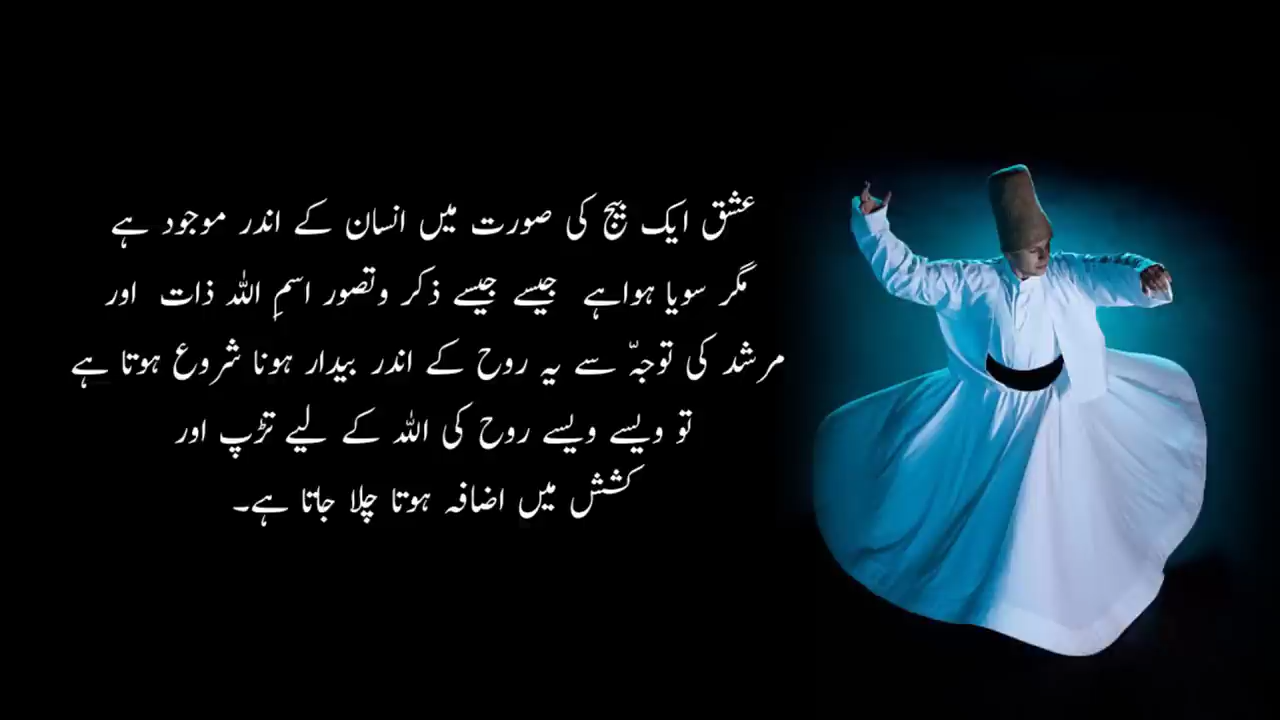 عشق ایک بیج کی صورت میں انسان کے اندر موجود ہے
مگر سویا ہواہے جیسے جیسے ذکر وتصور اسمِ اللہ ذات اور
مرشد کی توجہّ سے یہ روح کے اندر بیدار ہونا شروع ہوتا ہے
تو ویسے ویسے روح کی اللہ کے لیے تڑپ اور
کشش میں اضافہ ہوتا چلا جاتا ہے۔